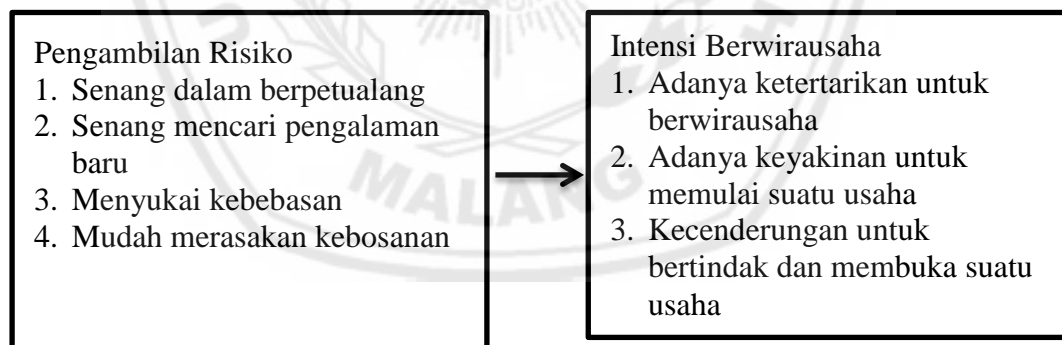 Pengambilan Risiko
1. Senang dalam berpetualang
2. Senang mencari pengalaman
baru
3. Menyukai kebebasan
4. Mudah merasakan kebosanan
Intensi Berwirausaha
1. Adanya ketertarikan untuk
berwirausaha
2. Adanya keyakinan untuk
memulai suatu usaha
3. Kecenderungan untuk
bertindak dan membuka suatu
usaha
MALANG